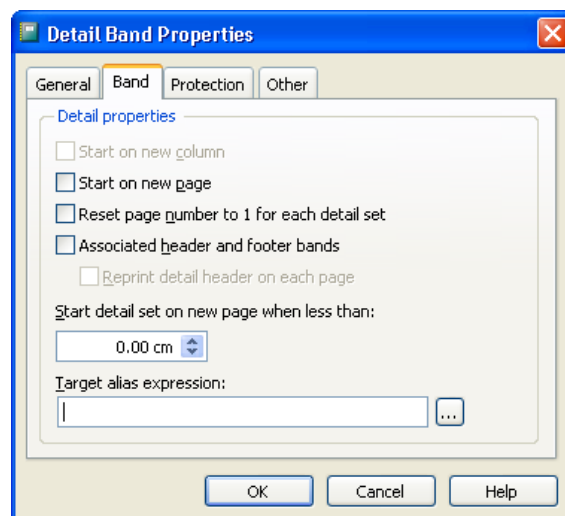 Detail Band Properties
General Band Protection Other
Detail properties
Start on new column
Start on new page
Reset page number to 1 for each detail set
Associated header and footer bands
Reprint detail header on each page
Start detail set on new page when less than:
0.00 cm
Target alias expression:
...
OK Cancel Help